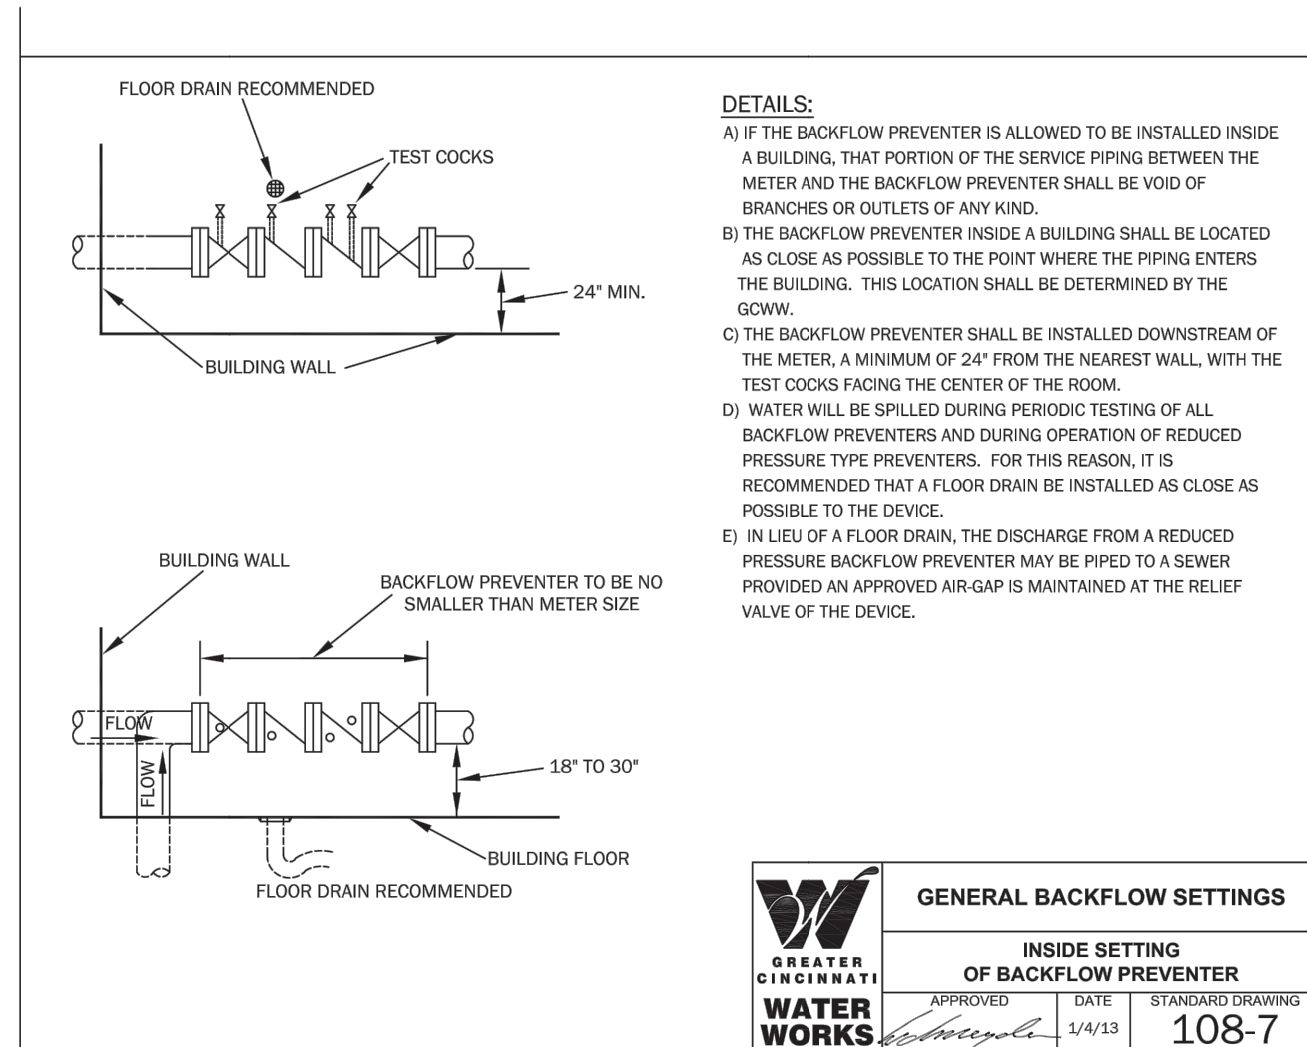 FLOOR DRAIN RECOMMENDED
TEST COCKS
24" MIN.
BUILDING WALL
BUILDING WALL
BACKFLOW PREVENTER TO BE NO
SMALLER THAN METER SIZE
FLOW
FLOW
18" TO 30"
BUILDING FLOOR
FLOOR DRAIN RECOMMENDED
DETAILS:
A) IF THE BACKFLOW PREVENTER IS ALLOWED TO BE INSTALLED INSIDE
A BUILDING, THAT PORTION OF THE SERVICE PIPING BETWEEN THE
METER AND THE BACKFLOW PREVENTER SHALL BE VOID OF
BRANCHES OR OUTLETS OF ANY KIND.
B) THE BACKFLOW PREVENTER INSIDE A BUILDING SHALL BE LOCATED
AS CLOSE AS POSSIBLE TO THE POINT WHERE THE PIPING ENTERS
THE BUILDING. THIS LOCATION SHALL BE DETERMINED BY THE
GCWW.
C) THE BACKFLOW PREVENTER SHALL BE INSTALLED DOWNSTREAM OF
THE METER, A MINIMUM OF 24" FROM THE NEAREST WALL, WITH THE
TEST COCKS FACING THE CENTER OF THE ROOM.
D) WATER WILL BE SPILLED DURING PERIODIC TESTING OF ALL
BACKFLOW PREVENTERS AND DURING OPERATION OF REDUCED
PRESSURE TYPE PREVENTERS. FOR THIS REASON, IT IS
RECOMMENDED THAT A FLOOR DRAIN BE INSTALLED AS CLOSE AS
POSSIBLE TO THE DEVICE.
E) IN LIEU OF A FLOOR DRAIN, THE DISCHARGE FROM A REDUCED
PRESSURE BACKFLOW PREVENTER MAY BE PIPED TO A SEWER
PROVIDED AN APPROVED AIR-GAP IS MAINTAINED AT THE RELIEF
VALVE OF THE DEVICE.
GREATER
CINCINNATI
WATER
WORKS
GENERAL BACKFLOW SETTINGS
INSIDE SETTING
OF BACKFLOW PREVENTER
APPROVED
DATE
1/4/13
STANDARD DRAWING
108-7